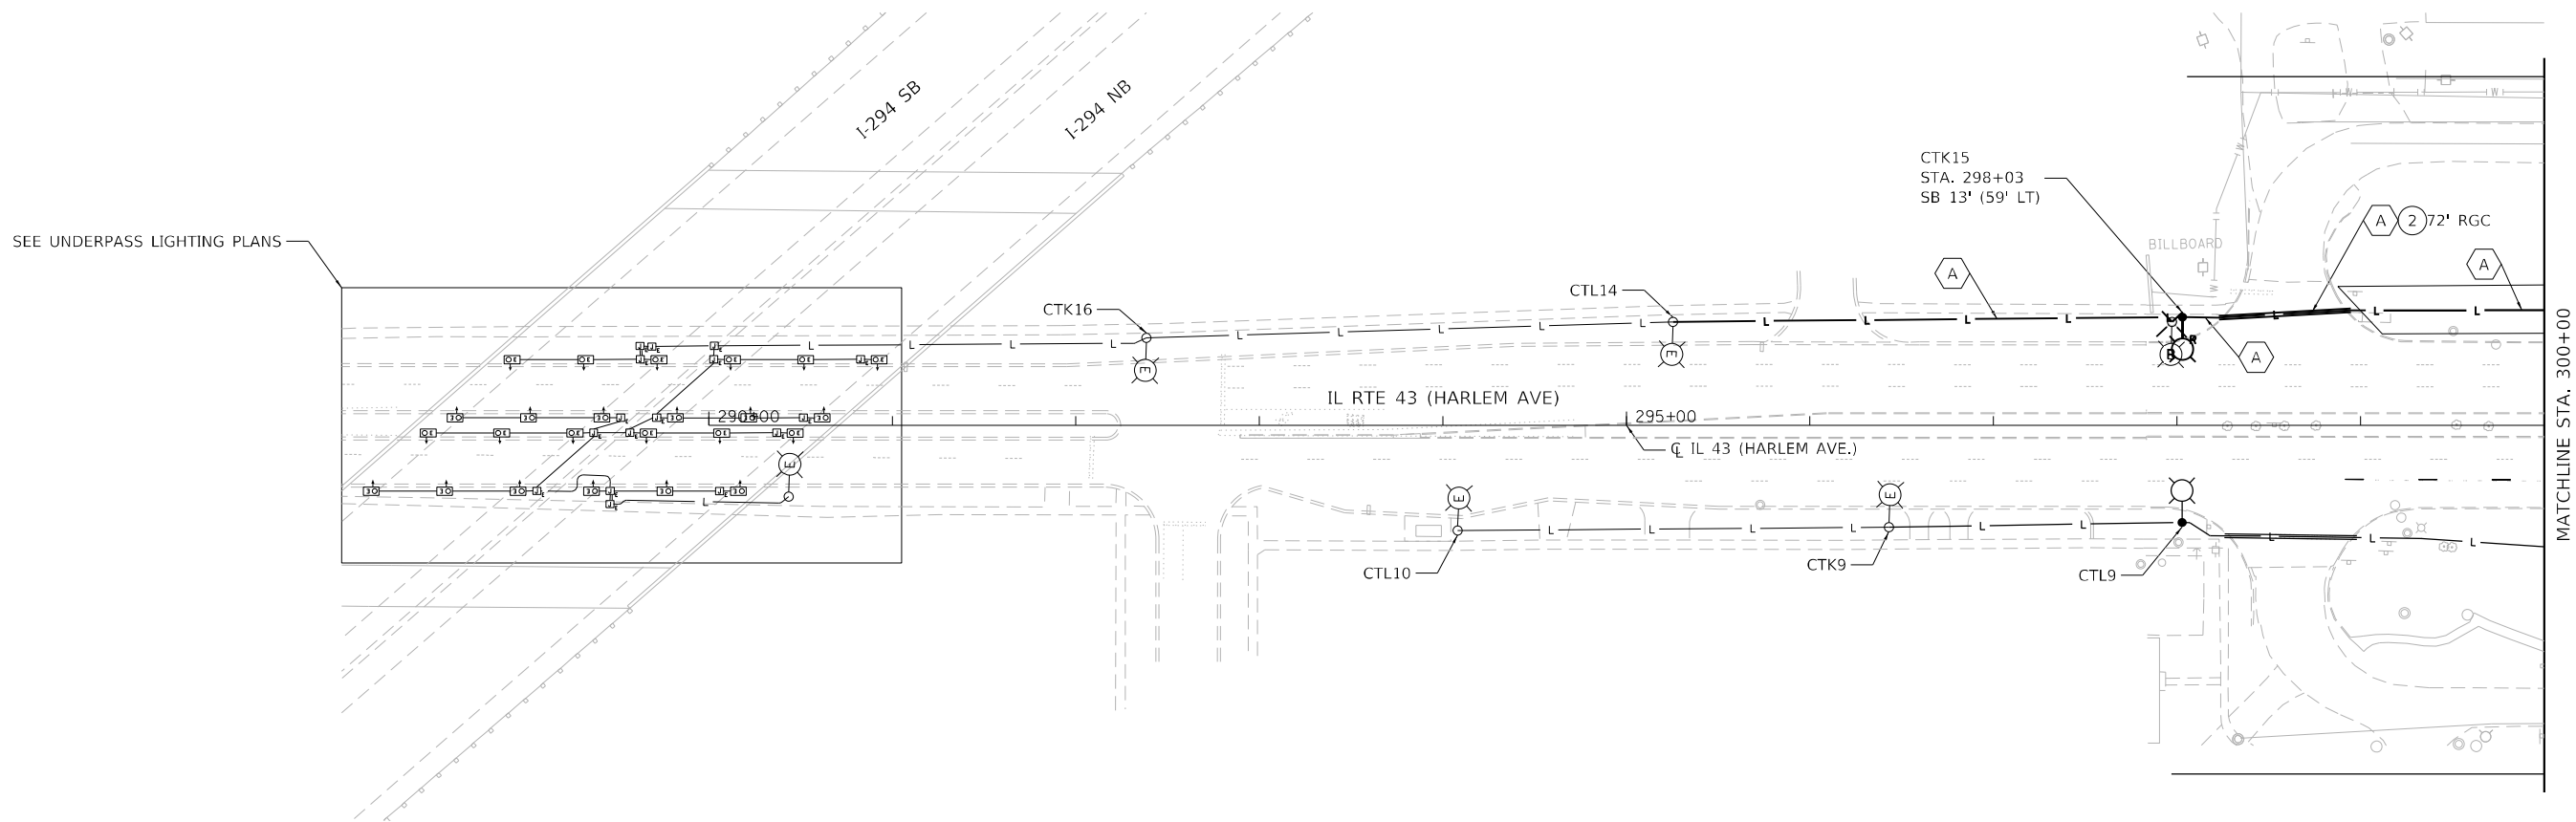 I-294 SB
I-294 NB
CTK15
STA. 298+03
SB 13' (59' LT)
A 2 72' RGC
SEE UNDERPASS LIGHTING PLANS
BILLBOARD
A
A
CTL14
CTK16
A
IL RTE 43 (HARLEM AVE)
290+00
295+00
℄ IL 43 (HARLEM AVE.)
MATCHLINE STA. 300+00
CTL10
CTK9
CTL9